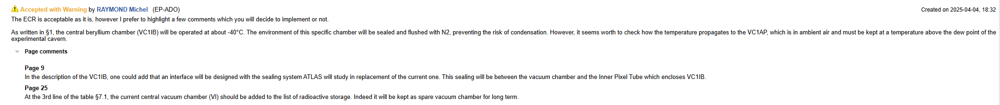 Accepted with Warning by RAYMOND Michel (EP-ADO) Created on 2025-04-04, 18:32
The ECR is acceptable as it is, however I prefer to highlight a few comments which you will decide to implement or not.
As written in §1, the central beryllium chamber (VC1IB) will be operated at about -40°C. The environment of this specific chamber will be sealed and flushed with N2, preventing the risk of condensation. However, it seems worth to check how the temperature propagates to the VC1AP, which is in ambient air and must be kept at a temperature above the dew point of the
experimental cavern.
Page comments
Page 9
In the description of the VC1IB, one could add that an interface will be designed with the sealing system ATLAS will study in replacement of the current one. This sealing will be between the vacuum chamber and the Inner Pixel Tube which encloses VC1IB.
Page 25
At the 3rd line of the table §7.1, the current central vacuum chamber (VI) should be added to the list of radioactive storage. Indeed it will be kept as spare vacuum chamber for long term.